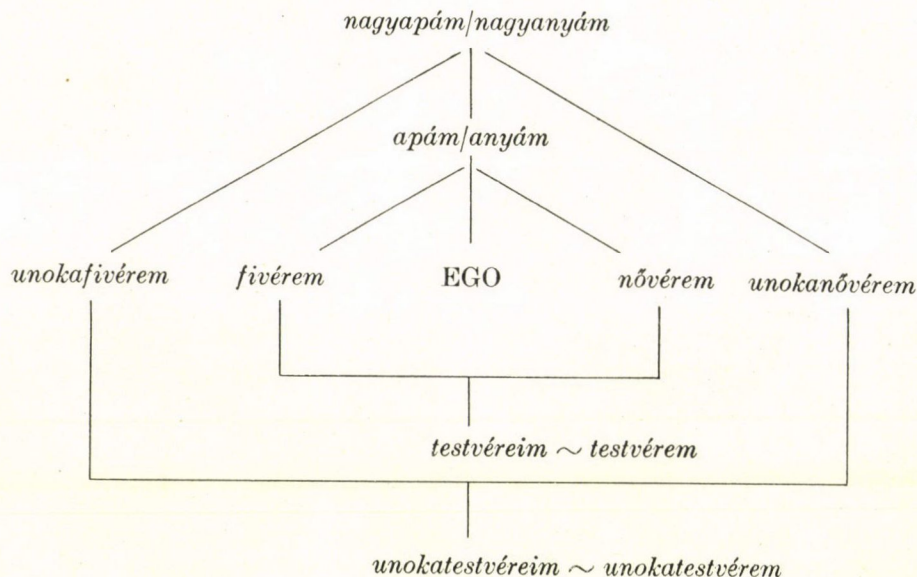 nagyapám/nagyanyám
apám/anyám
unokafivérem fivérem EGO nővérem unokanővérem
testvéreim ~ testvérem
unokatestvéreim ~ unokatestvérem